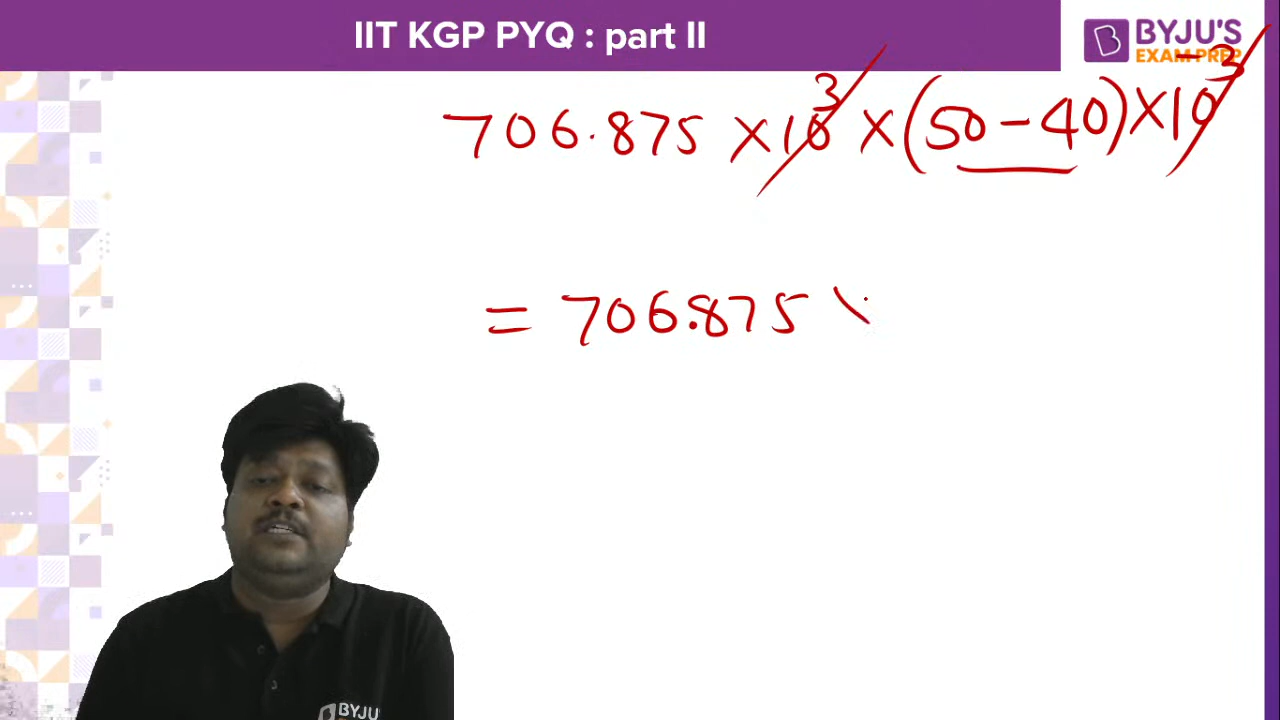 IIT KGP PYQ : part II
BYJU'S
EXAM PREP
706.875 × 10³ × (50 - 40) × 10⁻³
= 706.875
BYJU'S